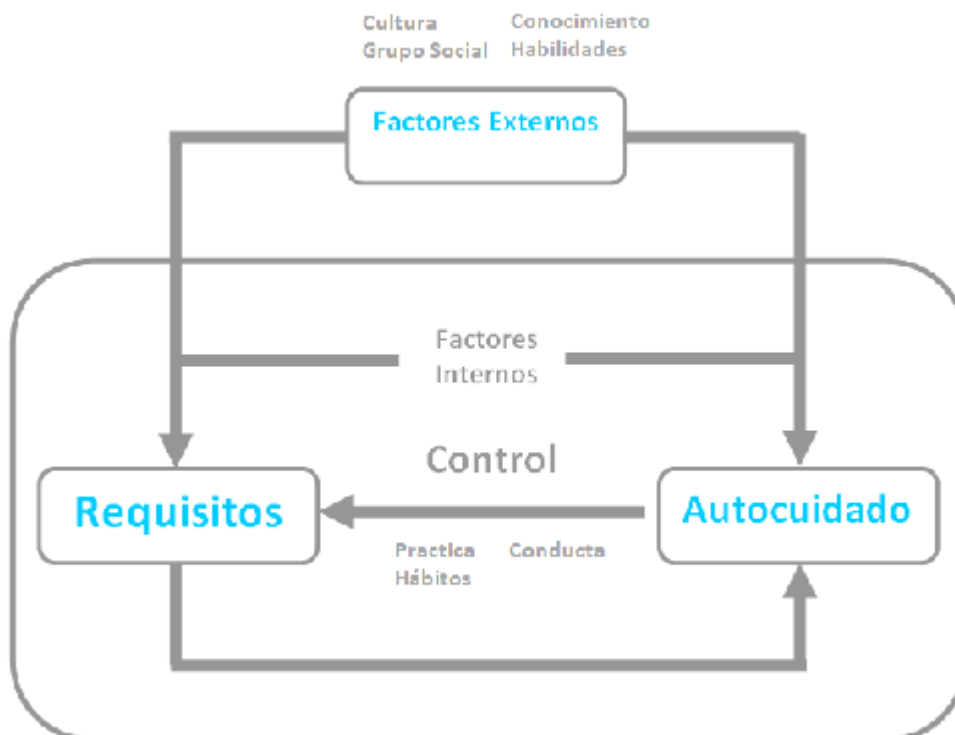 Cultura Conocimiento
Grupo Social Habilidades
Factores Externos
Factores
Internos
Control
Requisitos
Autocuidado
Practica Conducta
Hábitos